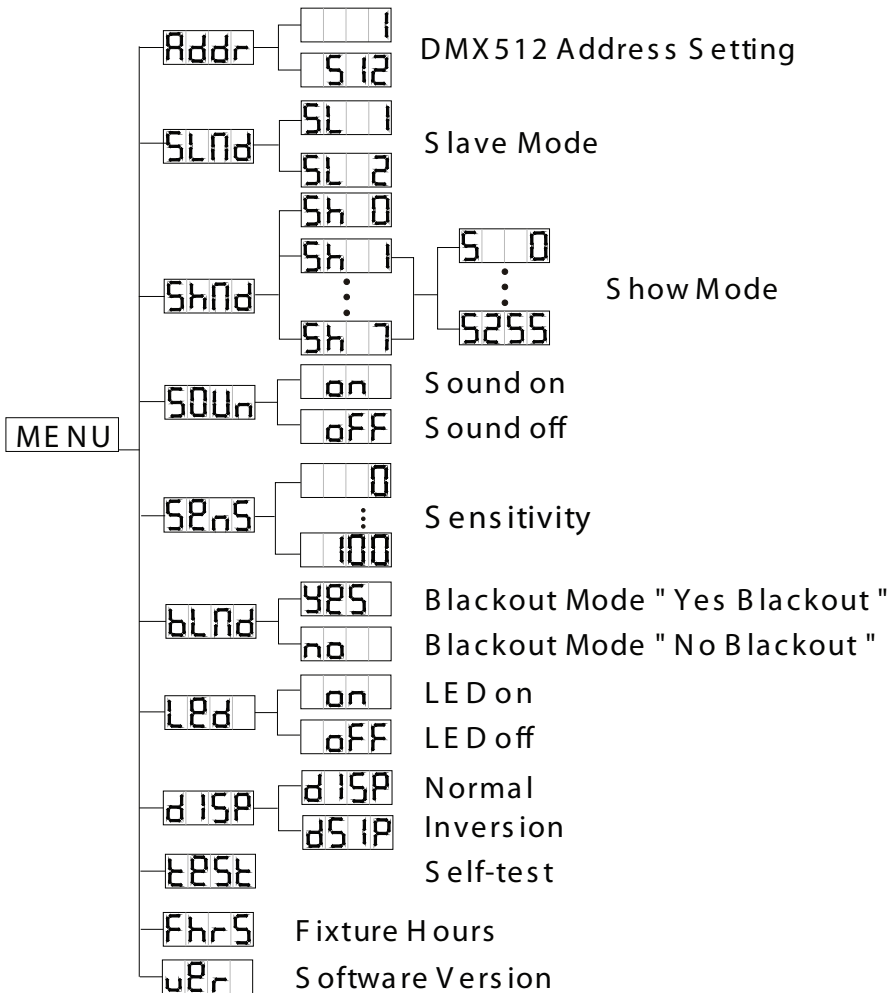 MENU
Addr
1
512
DMX512 Address Setting
SLMd
SL 1
SL 2
Slave Mode
ShMd
Sh 0
Sh 1
Sh 7
S 0
S255
Show Mode
SOUn
on
Sound on
oFF
Sound off
SenS
0
100
Sensitivity
bLMd
yes
Blackout Mode " Yes Blackout "
no
Blackout Mode " No Blackout "
Led
on
LED on
oFF
LED off
dISP
dISP
Normal
dSIP
Inversion
teSt
Self-test
FhrS
Fixture Hours
ver
Software Version